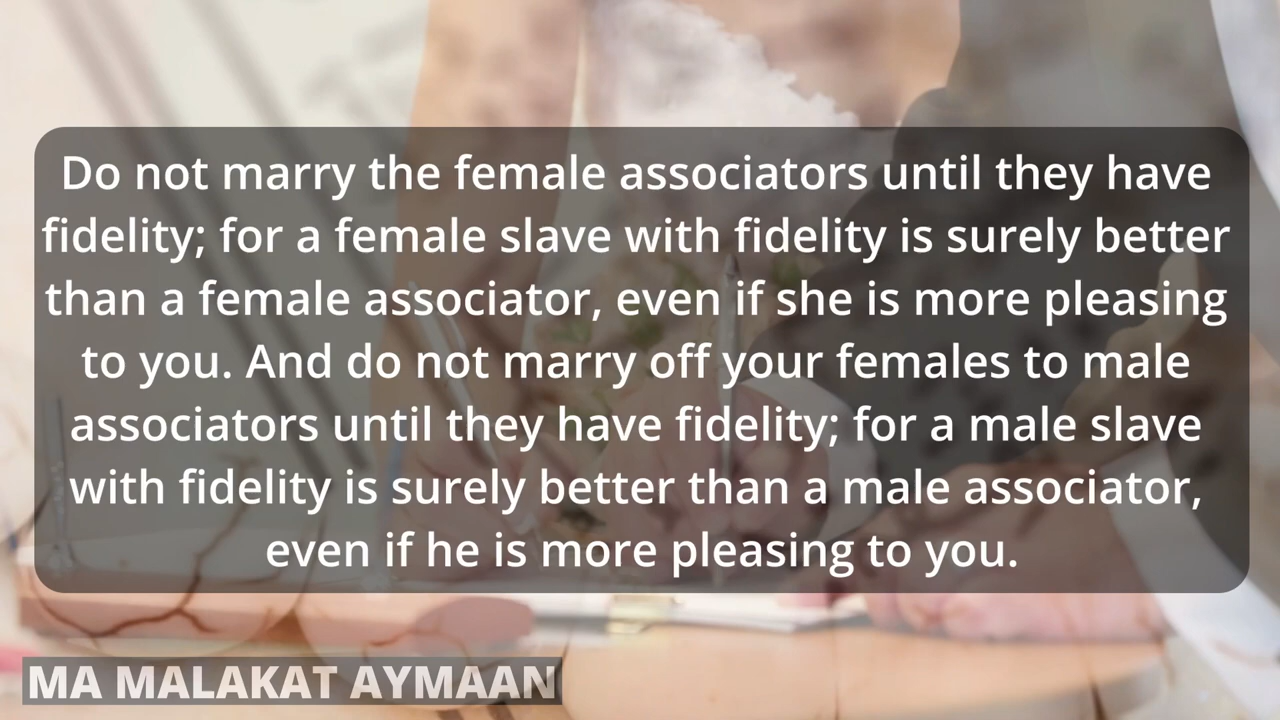 Do not marry the female associators until they have
fidelity; for a female slave with fidelity is surely better
than a female associator, even if she is more pleasing
to you. And do not marry off your females to male
associators until they have fidelity; for a male slave
with fidelity is surely better than a male associator,
even if he is more pleasing to you.
MA MALAKAT AYMAAN